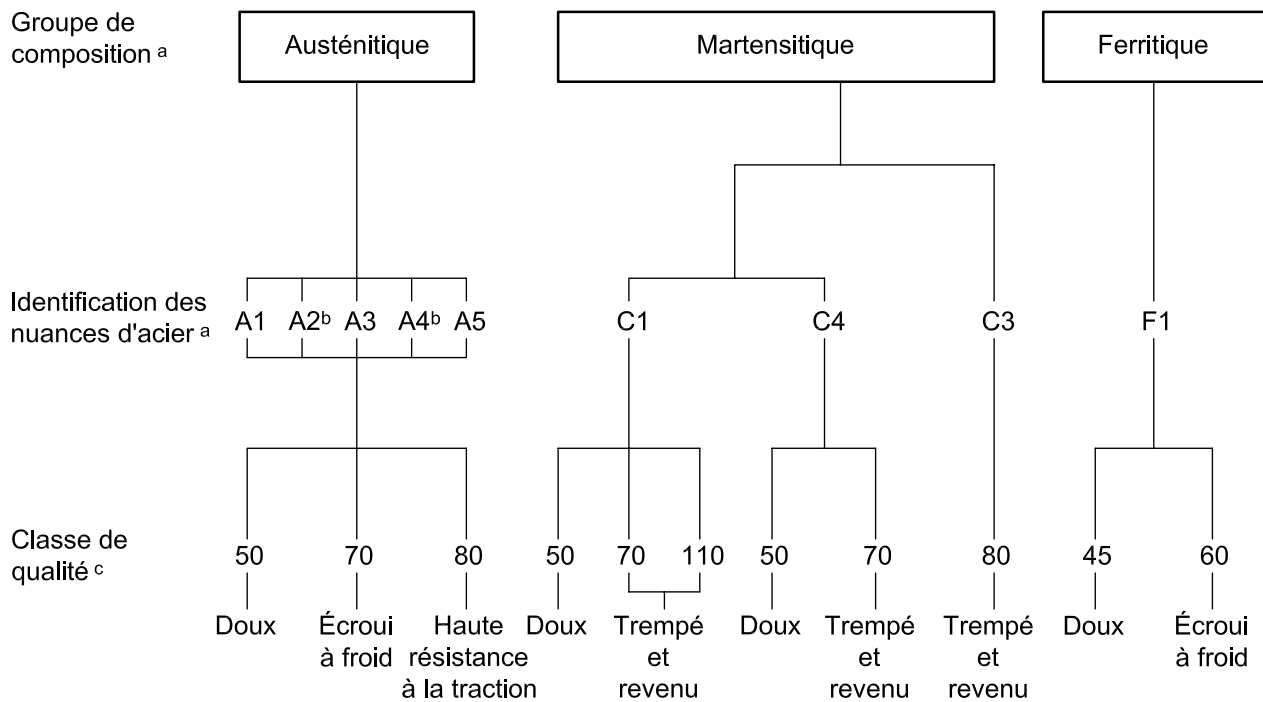 Groupe de
composition a
Austénitique
Martensitique
Ferritique
Identification des
nuances d'acier a
A1 A2b A3 A4b A5
C1
C4
C3
F1
Classe de
qualité c
50
70
80
50
70
110
50
70
80
45
60
Doux
Écroui
à froid
Haute
résistance
à la traction
Doux
Trempé
et
revenu
Doux
Trempé
et
revenu
Trempé
et
revenu
Doux
Écroui
à froid